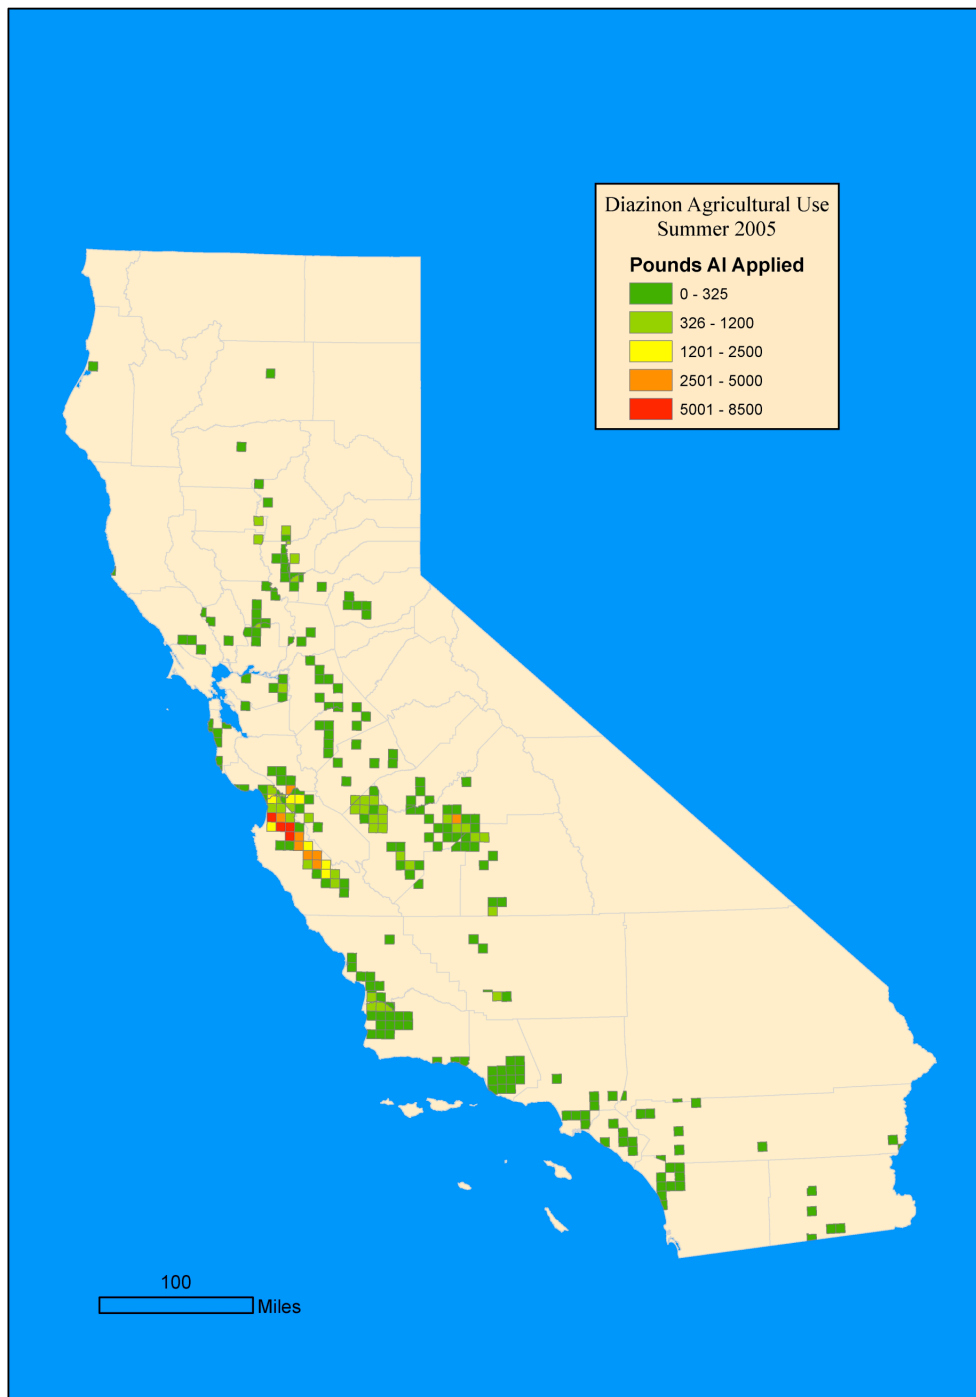 Diazinon Agricultural Use
Summer 2005
Pounds AI Applied
0 - 325
326 - 1200
1201 - 2500
2501 - 5000
5001 - 8500
100
Miles